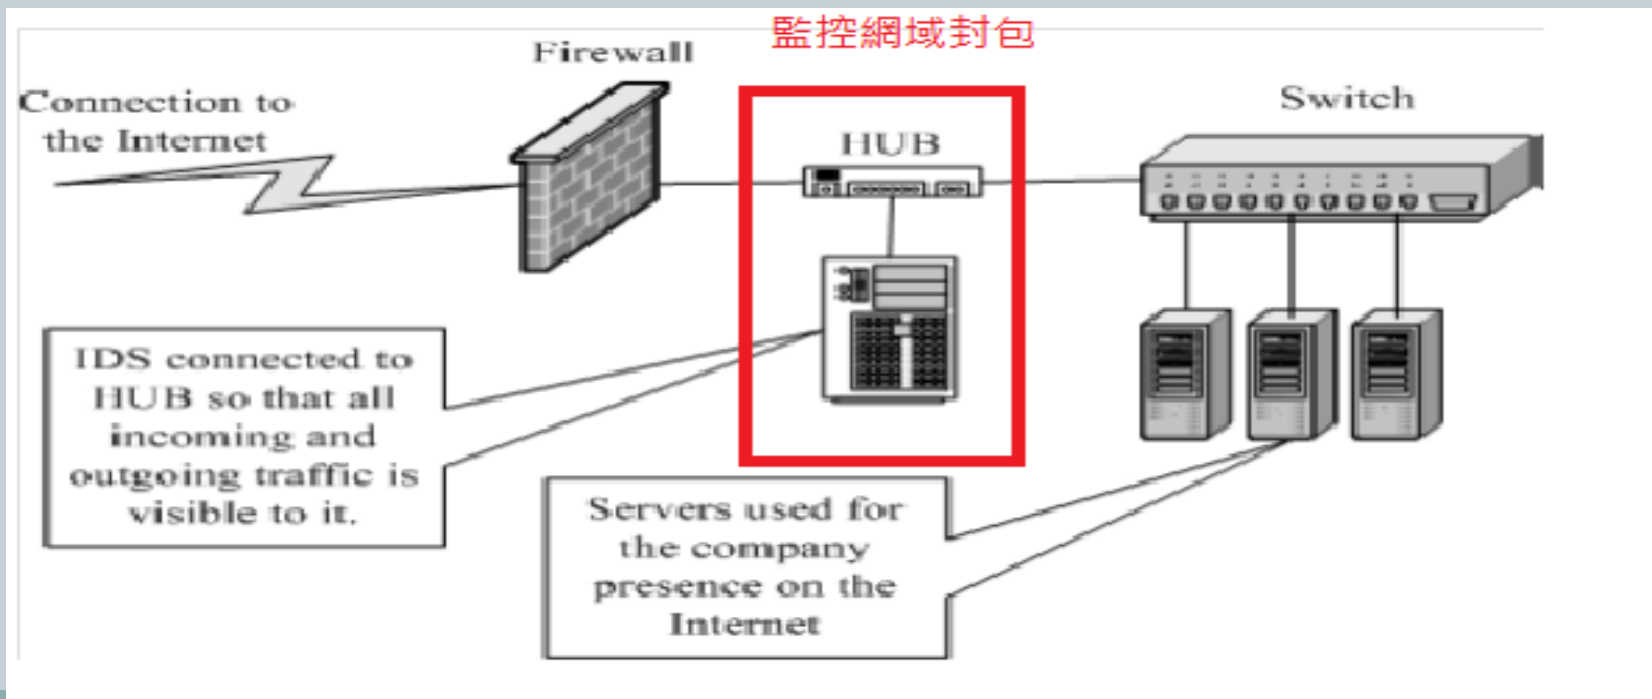 監控網域封包
Firewall
Connection to
the Internet
HUB
Switch
IDS connected to
HUB so that all
incoming and
outgoing traffic is
visible to it.
Servers used for
the company
presence on the
Internet